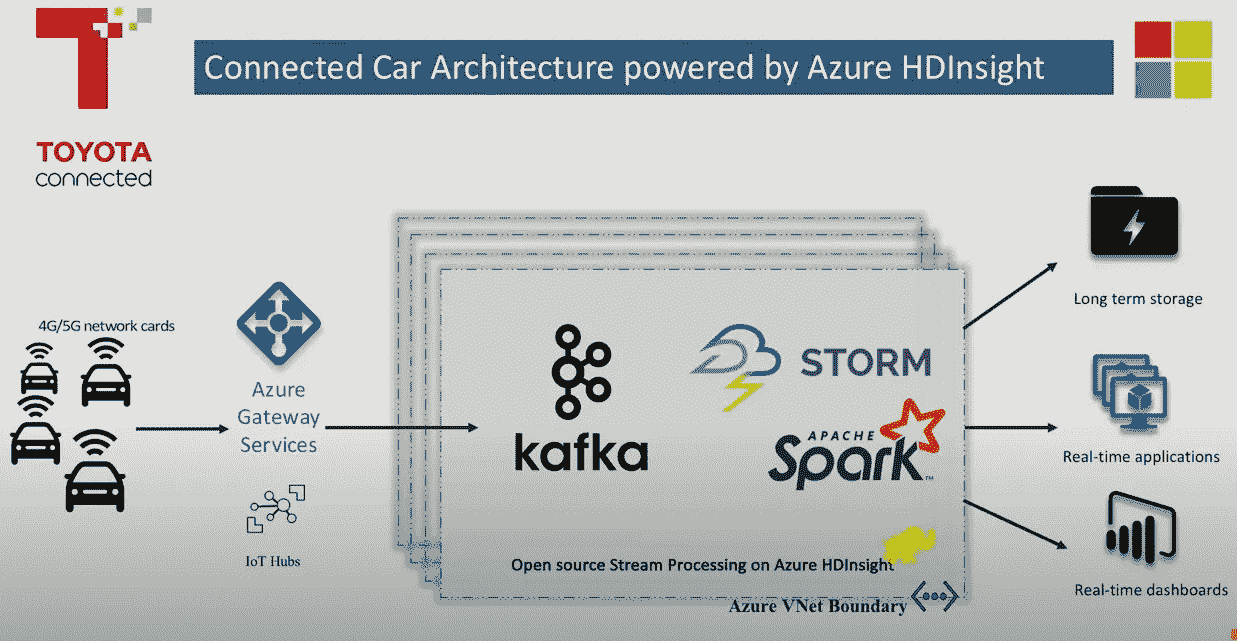 Connected Car Architecture powered by Azure HDInsight
TOYOTA
connected
4G/5G network cards
Azure
Gateway
Services
IoT Hubs
kafka
STORM
APACHE
Spark™
Open source Stream Processing on Azure HDInsight
Azure VNet Boundary
Long term storage
Real-time applications
Real-time dashboards